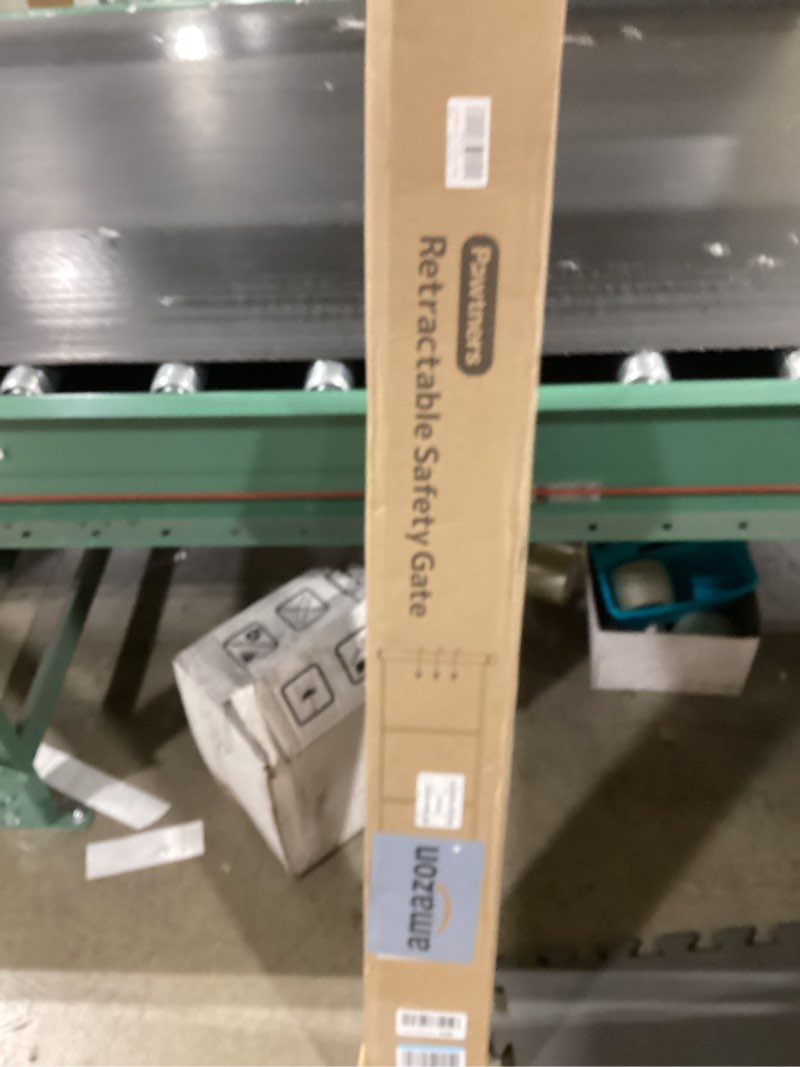 Pawtners
Retractable Safety Gate
amazon